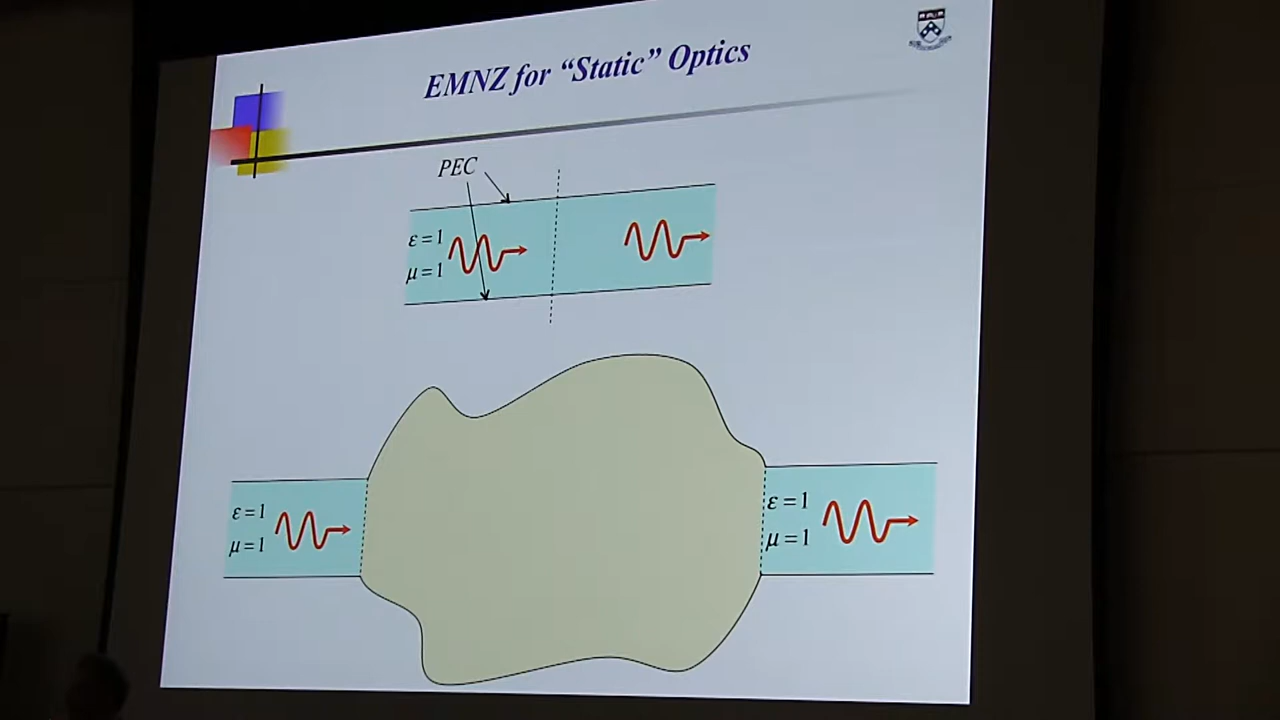 EMNZ for “Static” Optics
PEC
ε = 1
μ = 1
ε = 1
μ = 1
ε = 1
μ = 1